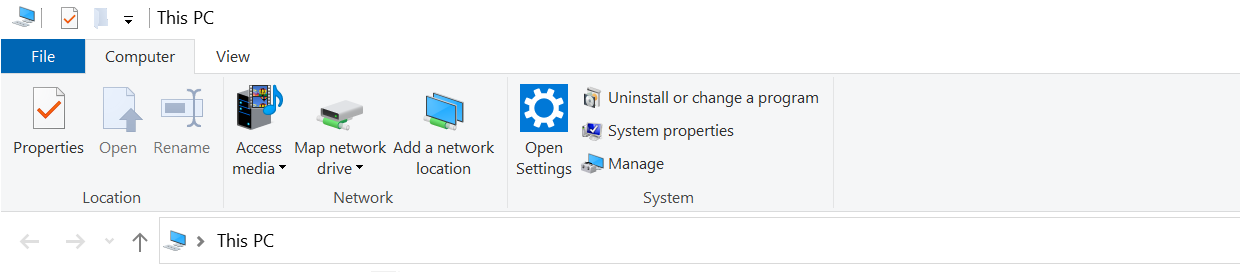 This PC
File Computer View
Properties Open Rename Access media Map network drive Add a network location Open Settings Uninstall or change a program
System properties
Manage
Location Network System
This PC